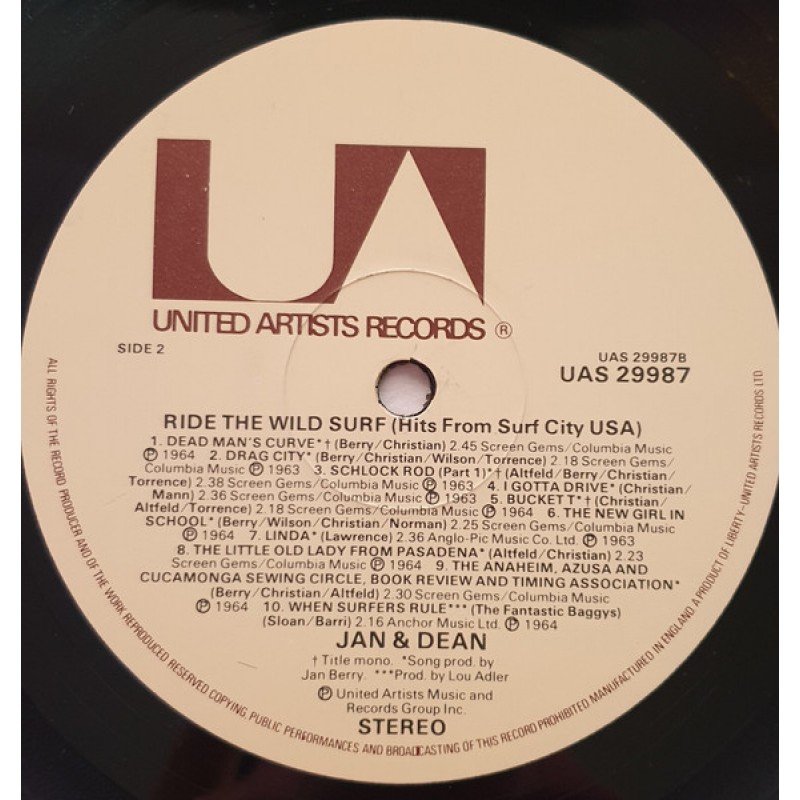 UA
UNITED ARTISTS RECORDS ®
SIDE 2
UAS 29987B
UAS 29987
RIDE THE WILD SURF (Hits From Surf City USA)
1. DEAD MAN'S CURVE*† (Berry/Christian) 2.45 Screen Gems/Columbia Music
℗ 1964 2. DRAG CITY* (Berry/Christian/Wilson/Torrence) 2.18 Screen Gems/
Columbia Music ℗ 1963 3. SCHLOCK ROD (Part 1)*† (Altfeld/Berry/Christian/
Torrence) 2.38 Screen Gems/Columbia Music ℗ 1963 4. I GOTTA DRIVE* (Christian/
Mann) 2.36 Screen Gems/Columbia Music ℗ 1963 5. BUCKET T*† (Christian/
Altfeld/Torrence) 2.18 Screen Gems/Columbia Music ℗ 1964 6. THE NEW GIRL IN
SCHOOL* (Berry/Wilson/Christian/Norman) 2.25 Screen Gems/Columbia Music
℗ 1964 7. LINDA* (Lawrence) 2.36 Anglo-Pic Music Co. Ltd. ℗ 1963
8. THE LITTLE OLD LADY FROM PASADENA* (Altfeld/Christian) 2.23
Screen Gems/Columbia Music ℗ 1964 9. THE ANAHEIM, AZUSA AND
CUCAMONGA SEWING CIRCLE, BOOK REVIEW AND TIMING ASSOCIATION*
(Berry/Christian/Altfeld) 2.30 Screen Gems/Columbia Music
℗ 1964 10. WHEN SURFERS RULE*** (The Fantastic Baggys)
(Sloan/Barri) 2.16 Anchor Music Ltd. ℗ 1964
JAN & DEAN
† Title mono. *Song prod. by
Jan Berry. ***Prod. by Lou Adler
℗ United Artists Music and
Records Group Inc.
STEREO
ALL RIGHTS OF THE RECORD PRODUCER AND OF THE WORK REPRODUCED RESERVED COPYING, PUBLIC PERFORMANCES AND BROADCASTING OF THIS RECORD PROHIBITED MANUFACTURED IN ENGLAND. A PRODUCT OF LIBERTY-UNITED ARTISTS RECORDS LTD